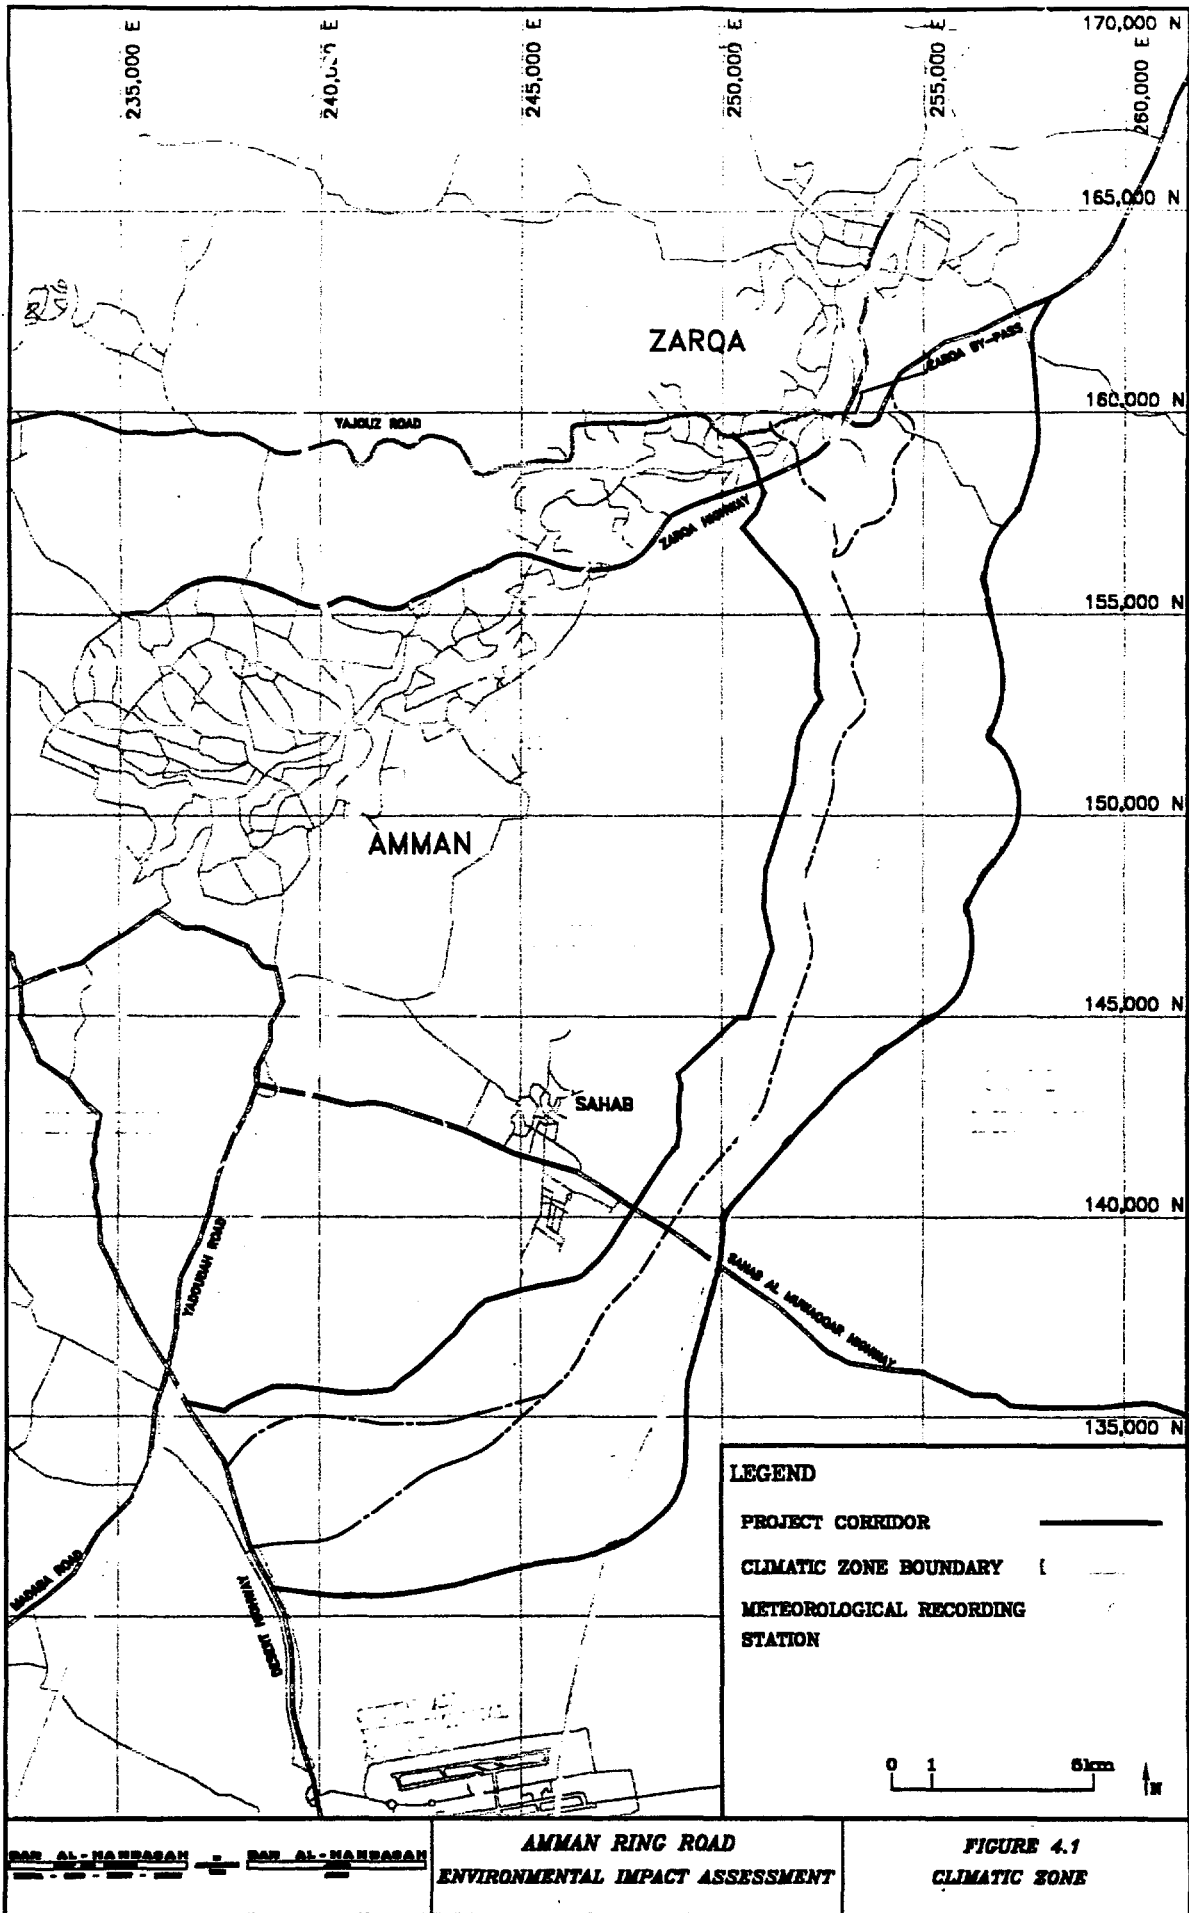 170,000 N
235,000 E
245,000 E
250,000 E
255,000 E
260,000 E
165,000 N
ZARQA
ZARQA BY-PASS
160,000 N
YAJOUZ ROAD
ZARQA HIGHWAY
155,000 N
150,000 N
AMMAN
145,000 N
SAHAB
140,000 N
YADOUDAH ROAD
SAHAB AL MUWAQQAR HIGHWAY
135,000 N
MADABA ROAD
DESERT HIGHWAY
LEGEND
PROJECT CORRIDOR
CLIMATIC ZONE BOUNDARY
METEOROLOGICAL RECORDING
STATION
0 1 5km
N
DAR AL-HANDASAH
DAR AL-HANDASAH
AMMAN RING ROAD
ENVIRONMENTAL IMPACT ASSESSMENT
FIGURE 4.1
CLIMATIC ZONE